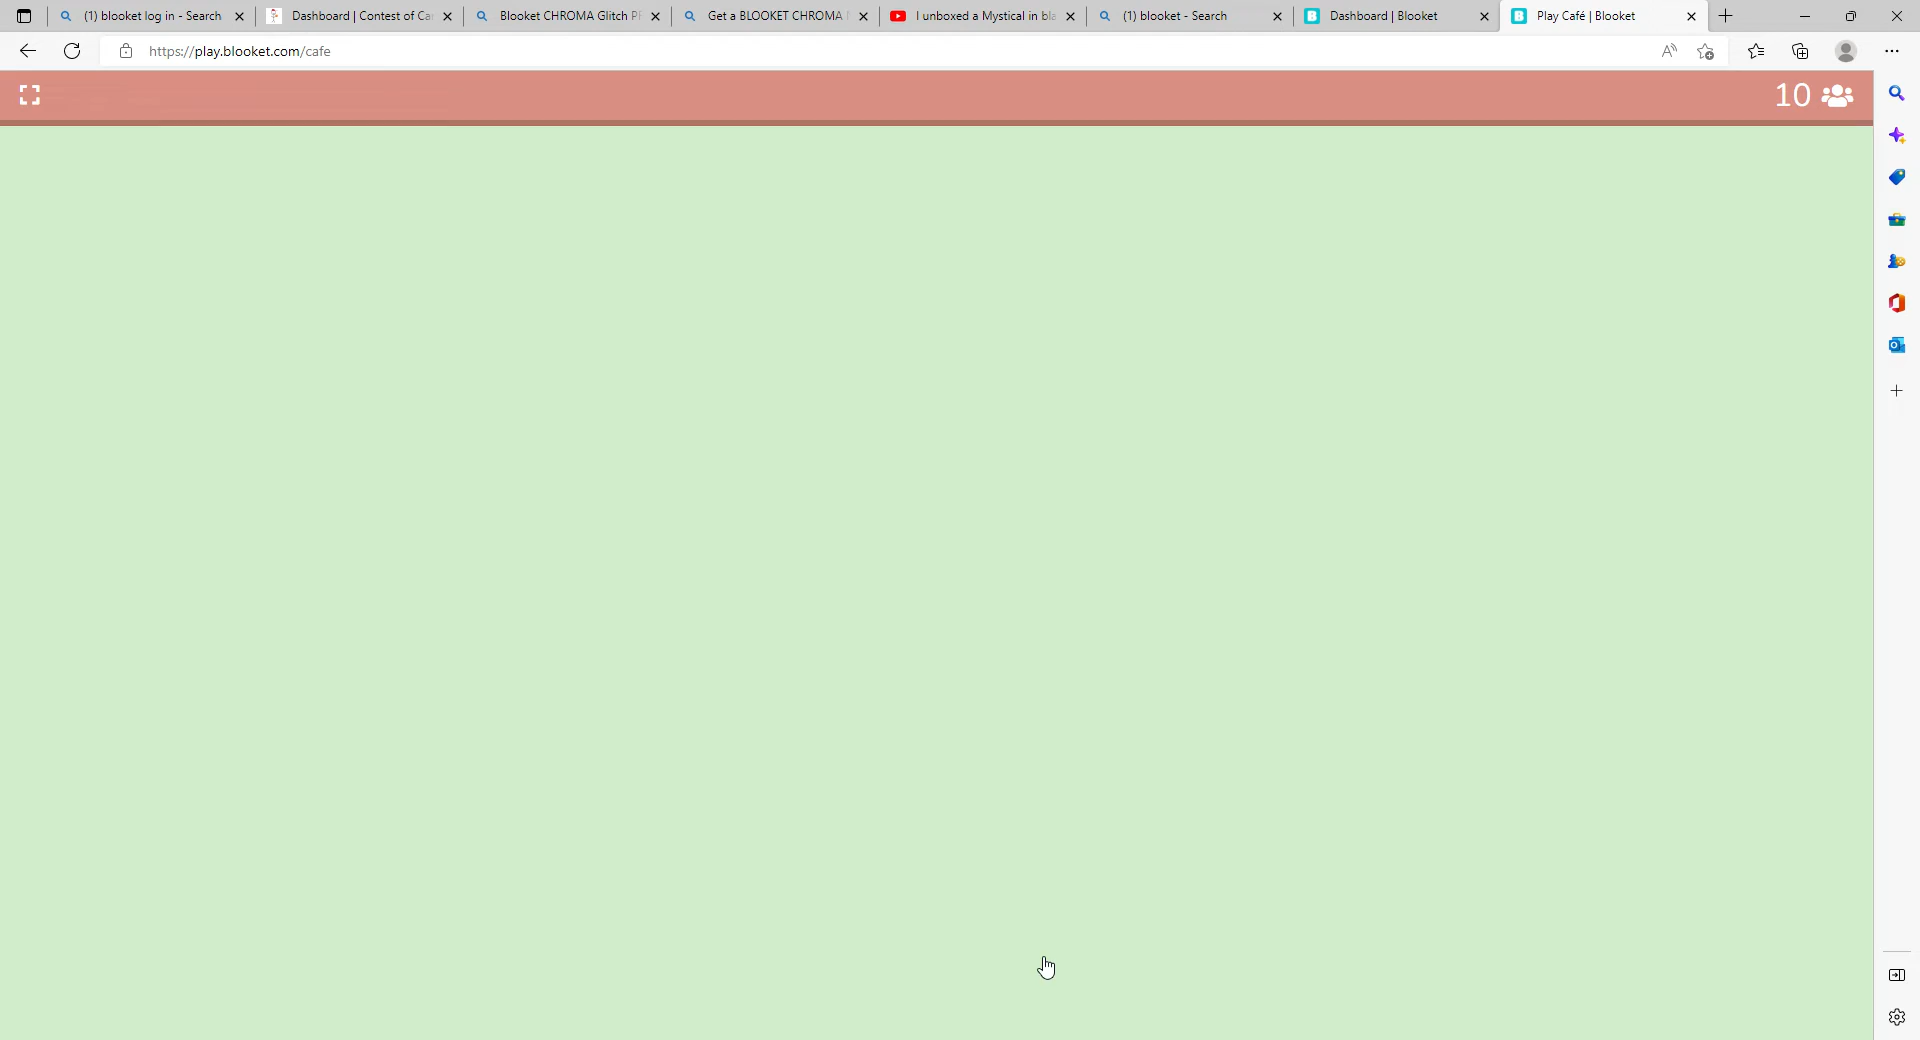 (1) blooket log in - Search
Dashboard | Contest of Ca
Blooket CHROMA Glitch P
Get a BLOOKET CHROMA
I unboxed a Mystical in bla
(1) blooket - Search
Dashboard | Blooket
Play Café | Blooket
https://play.blooket.com/cafe
10